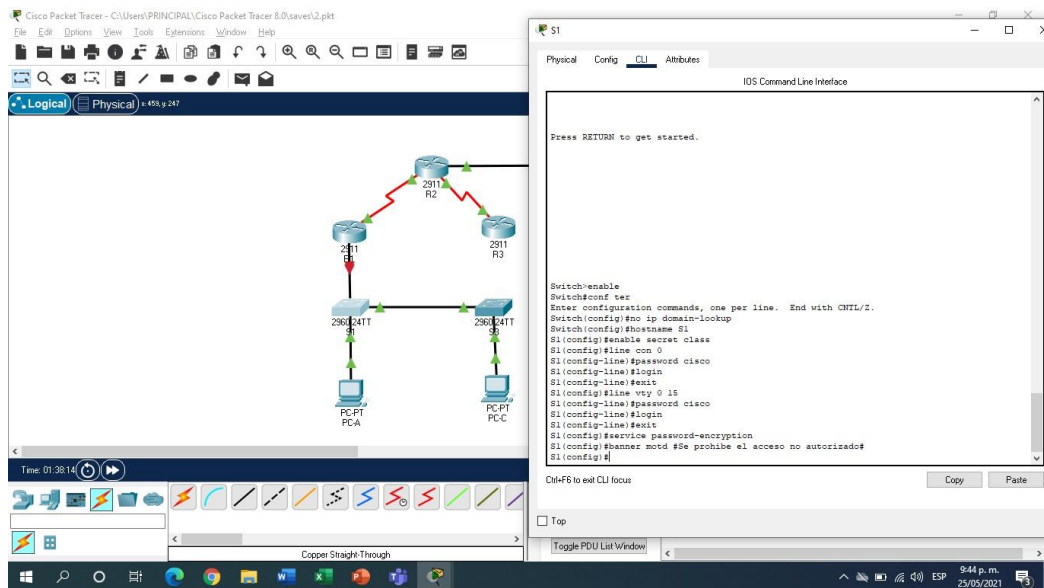 Cisco Packet Tracer - C:\Users\PRINCIPAL\Cisco Packet Tracer 8.0\saves\2.pkt
File Edit Options View Tools Extensions Window Help
Logical
Physical x: 459, y: 247
2911
R2
2911
R1
2911
R3
2960-24TT
S1
2960-24TT
S3
PC-PT
PC-A
PC-PT
PC-C
Time: 01:38:14
Copper Straight-Through
S1
Physical Config CLI Attributes
IOS Command Line Interface
Press RETURN to get started.
Switch>enable
Switch#conf ter
Enter configuration commands, one per line. End with CNTL/Z.
Switch(config)#no ip domain-lookup
Switch(config)#hostname S1
S1(config)#enable secret class
S1(config)#line con 0
S1(config-line)#password cisco
S1(config-line)#login
S1(config-line)#exit
S1(config)#line vty 0 15
S1(config-line)#password cisco
S1(config-line)#login
S1(config-line)#exit
S1(config)#service password-encryption
S1(config)#banner motd #Se prohibe el acceso no autorizado#
S1(config)#
Ctrl+F6 to exit CLI focus
Copy Paste
Top
Toggle PDU List Window
ESP
9:44 p. m.
25/05/2021
3